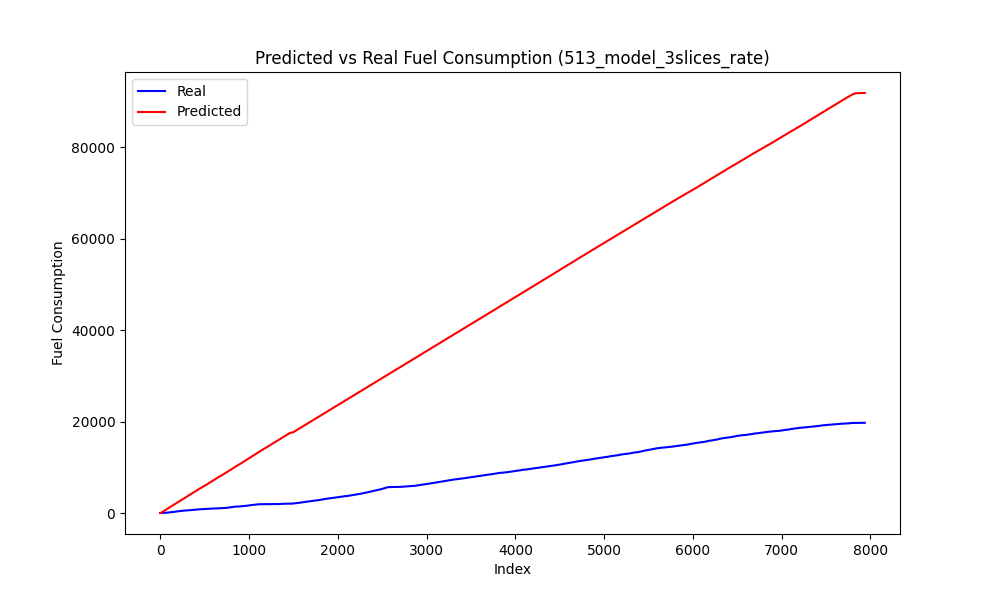 Predicted vs Real Fuel Consumption (513_model_3slices_rate)
Real
Predicted
80000
60000
40000
20000
0
Fuel Consumption
0 1000 2000 3000 4000 5000 6000 7000 8000
Index